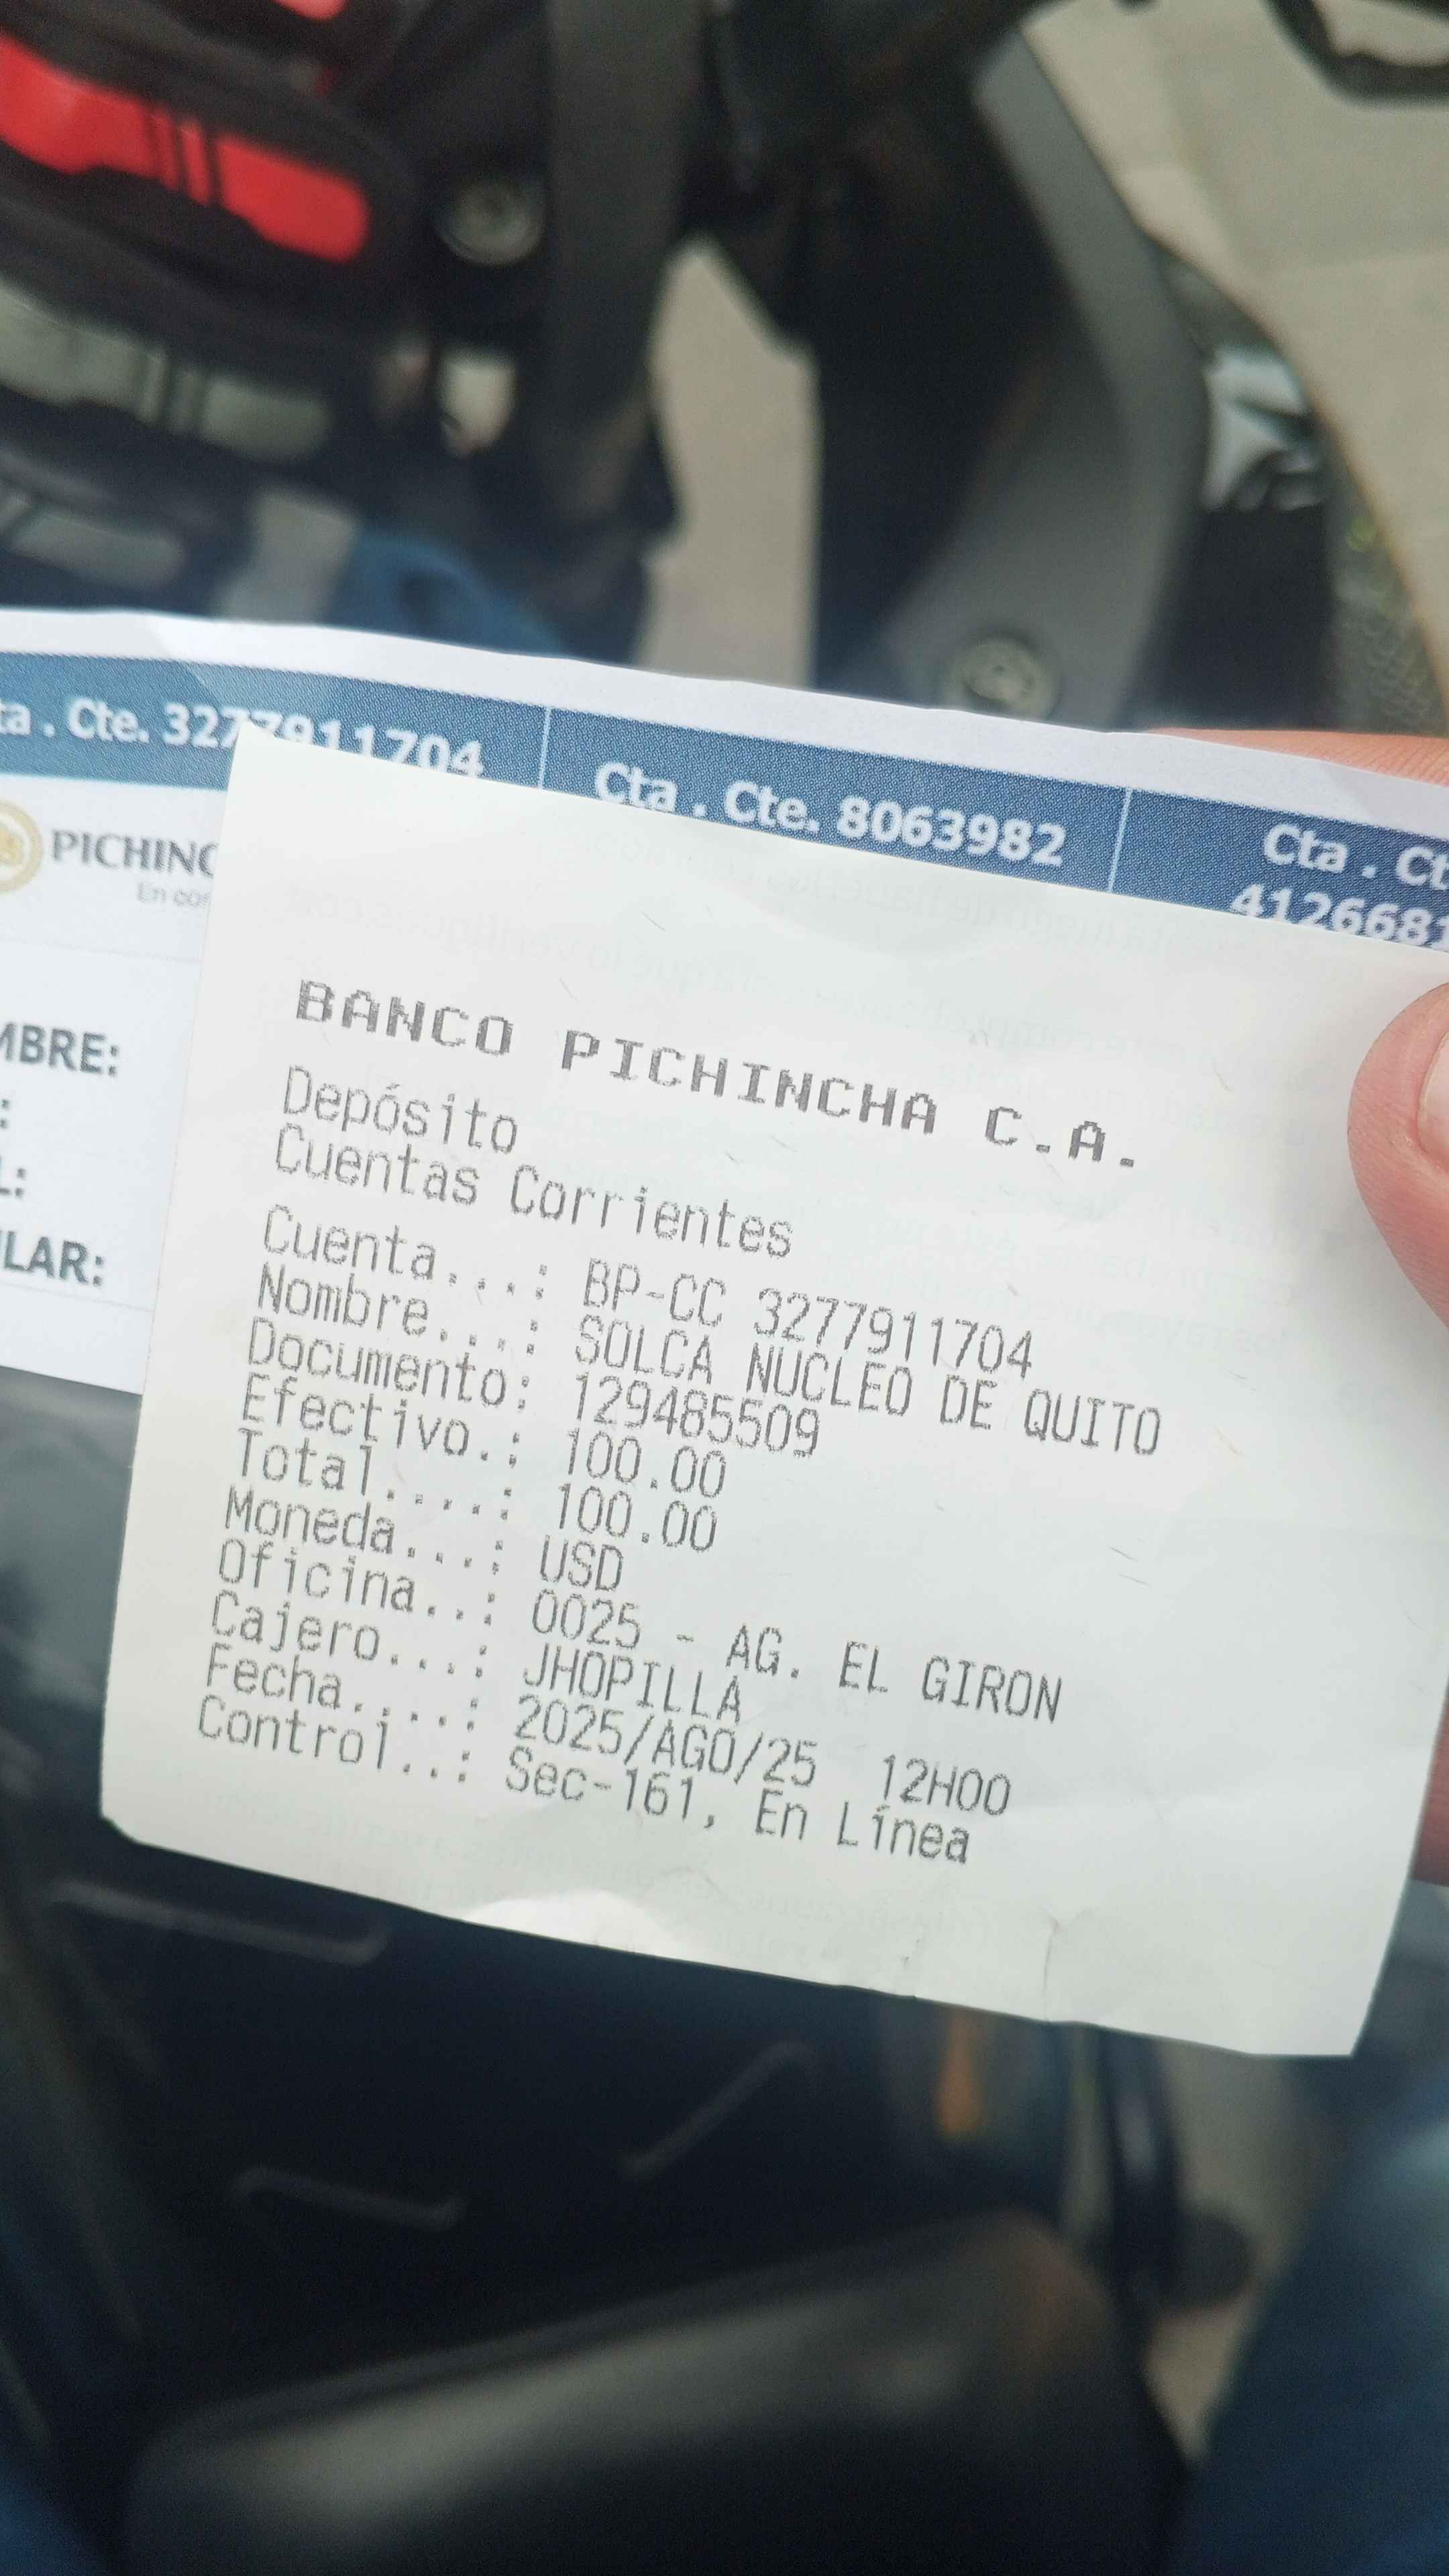 Cta . Cte. 3277911704
Cta . Cte. 8063982
Cta .
PICHINC
En
MBRE:
LAR:
BANCO PICHINCHA C.A.
Depósito
Cuentas Corrientes
Cuenta...: BP-CC 3277911704
Nombre...: SOLCA NUCLEO DE QUITO
Documento: 129485509
Efectivo.: 100.00
Total....: 100.00
Moneda...: USD
Oficina..: 0025 - AG. EL GIRON
Cajero...: JHOPILLA
Fecha....: 2025/AGO/25 12H00
Control..: Sec-161, En Línea